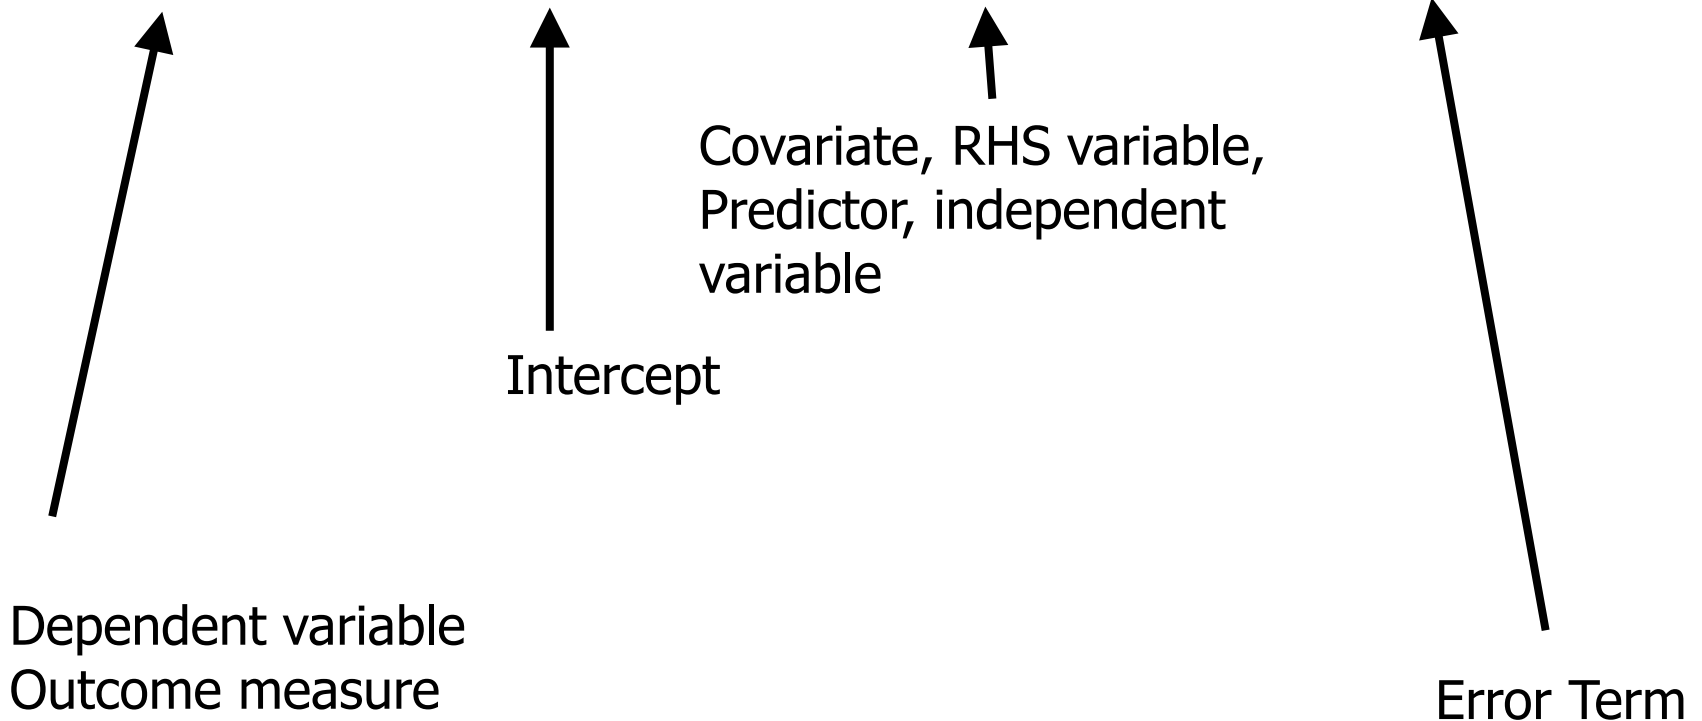 Covariate, RHS variable,
Predictor, independent
variable
Intercept
Dependent variable
Outcome measure
Error Term